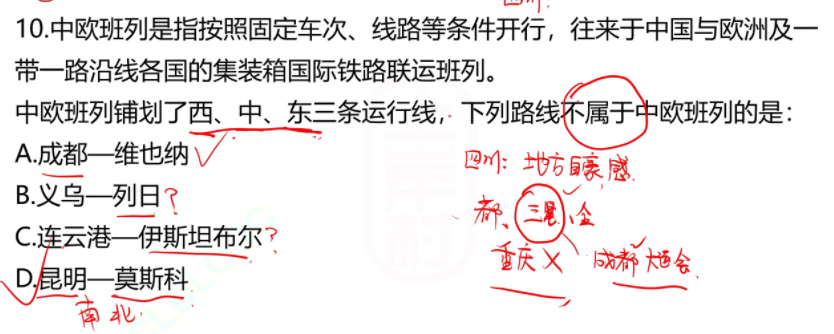 10.中欧班列是指按照固定车次、线路等条件开行，往来于中国与欧洲及一
带一路沿线各国的集装箱国际铁路联运班列。
中欧班列铺划了西、中、东三条运行线，下列路线不属于中欧班列的是：
A.成都—维也纳
四川：地方自豪感
B.义乌—列日？
都、三星、金
C.连云港—伊斯坦布尔？
重庆X 成都大运会
D.昆明—莫斯科
南北